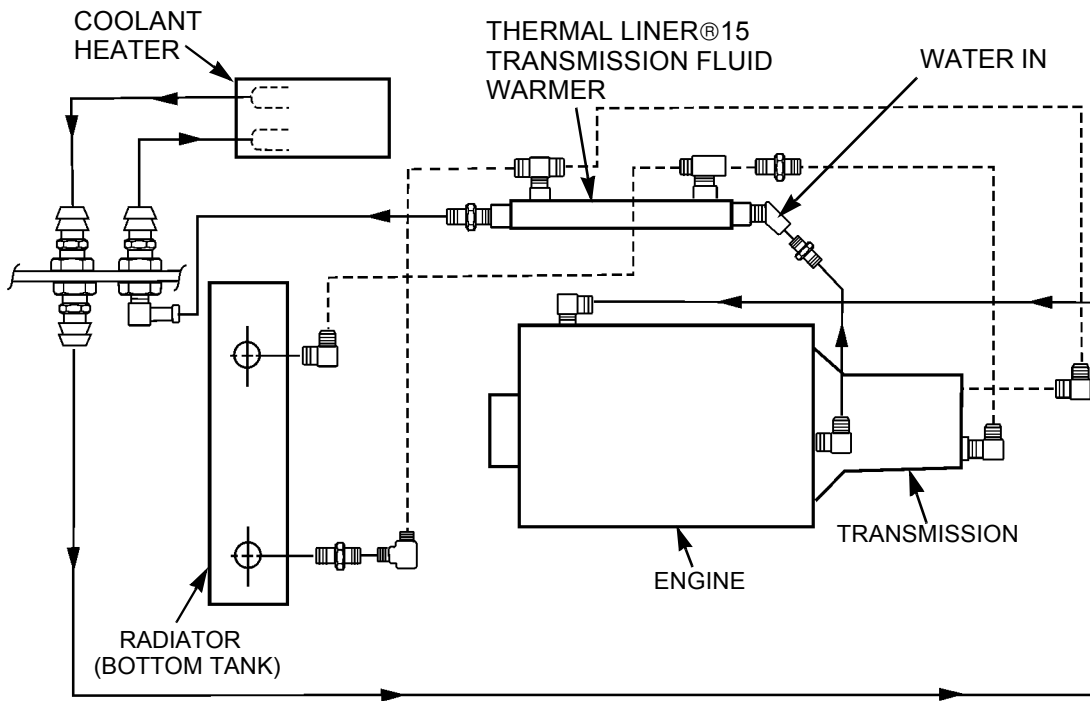 COOLANT
HEATER
THERMAL LINER®15
TRANSMISSION FLUID
WARMER
WATER IN
TRANSMISSION
ENGINE
RADIATOR
(BOTTOM TANK)